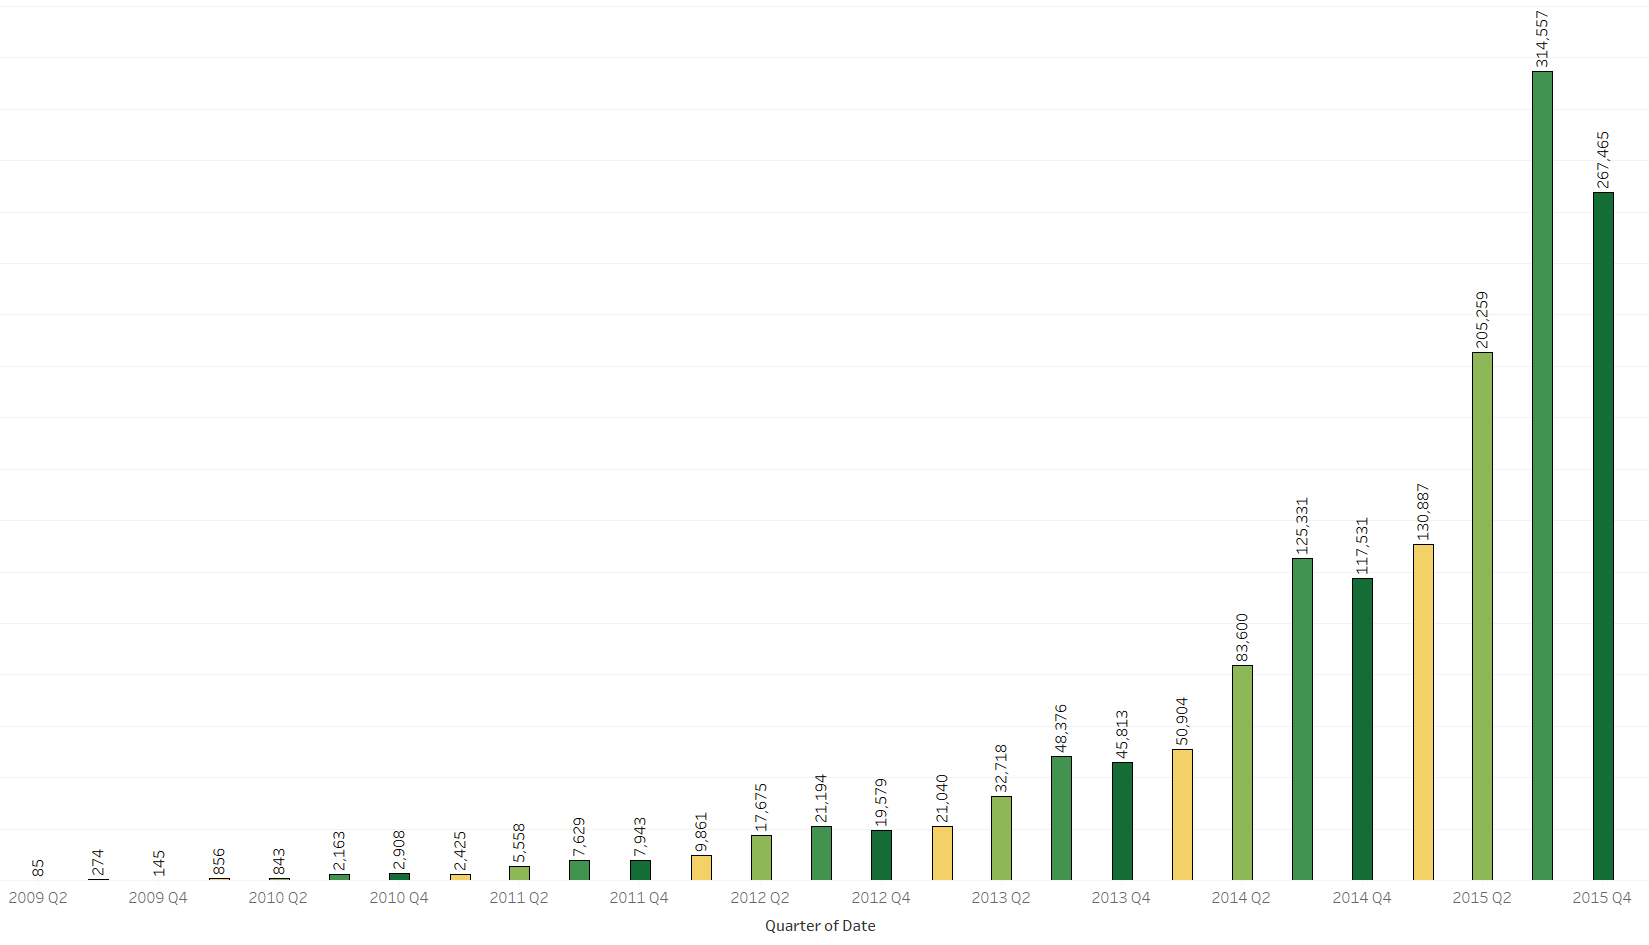 85
274
145
856
843
2,163
2,908
2,425
5,558
7,629
7,943
9,861
17,675
21,194
19,579
21,040
32,718
48,376
45,813
50,904
83,600
125,331
117,531
130,887
205,259
314,557
267,465
2009 Q2
2009 Q4
2010 Q2
2010 Q4
2011 Q2
2011 Q4
2012 Q2
2012 Q4
2013 Q2
2013 Q4
2014 Q2
2014 Q4
2015 Q2
2015 Q4
Quarter of Date